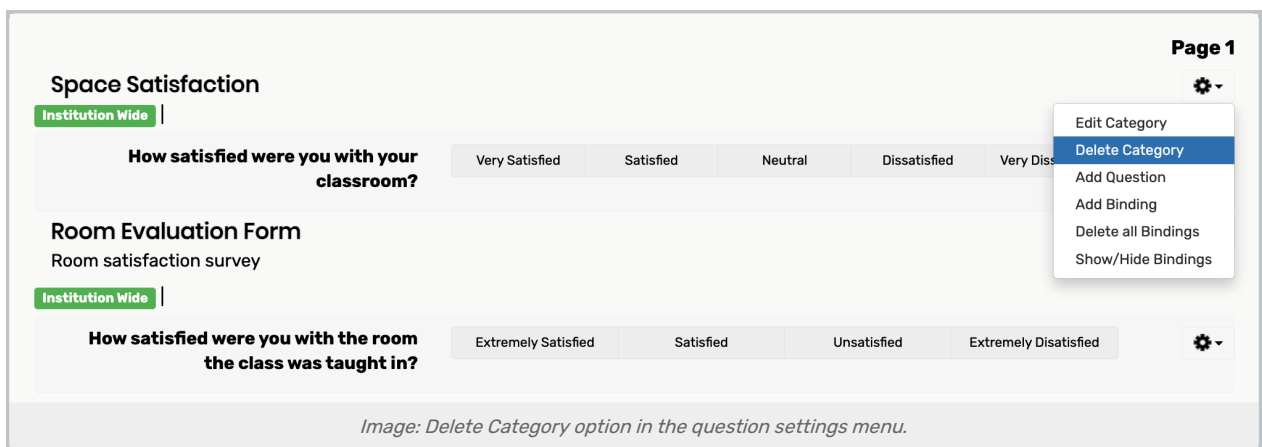 Page 1
Space Satisfaction
Institution Wide
Edit Category
Delete Category
Add Question
Add Binding
Delete all Bindings
Show/Hide Bindings
How satisfied were you with your
classroom?
Very Satisfied Satisfied Neutral Dissatisfied Very Diss
Room Evaluation Form
Room satisfaction survey
Institution Wide
How satisfied were you with the room
the class was taught in?
Extremely Satisfied Satisfied Unsatisfied Extremely Disatisfied
Image: Delete Category option in the question settings menu.